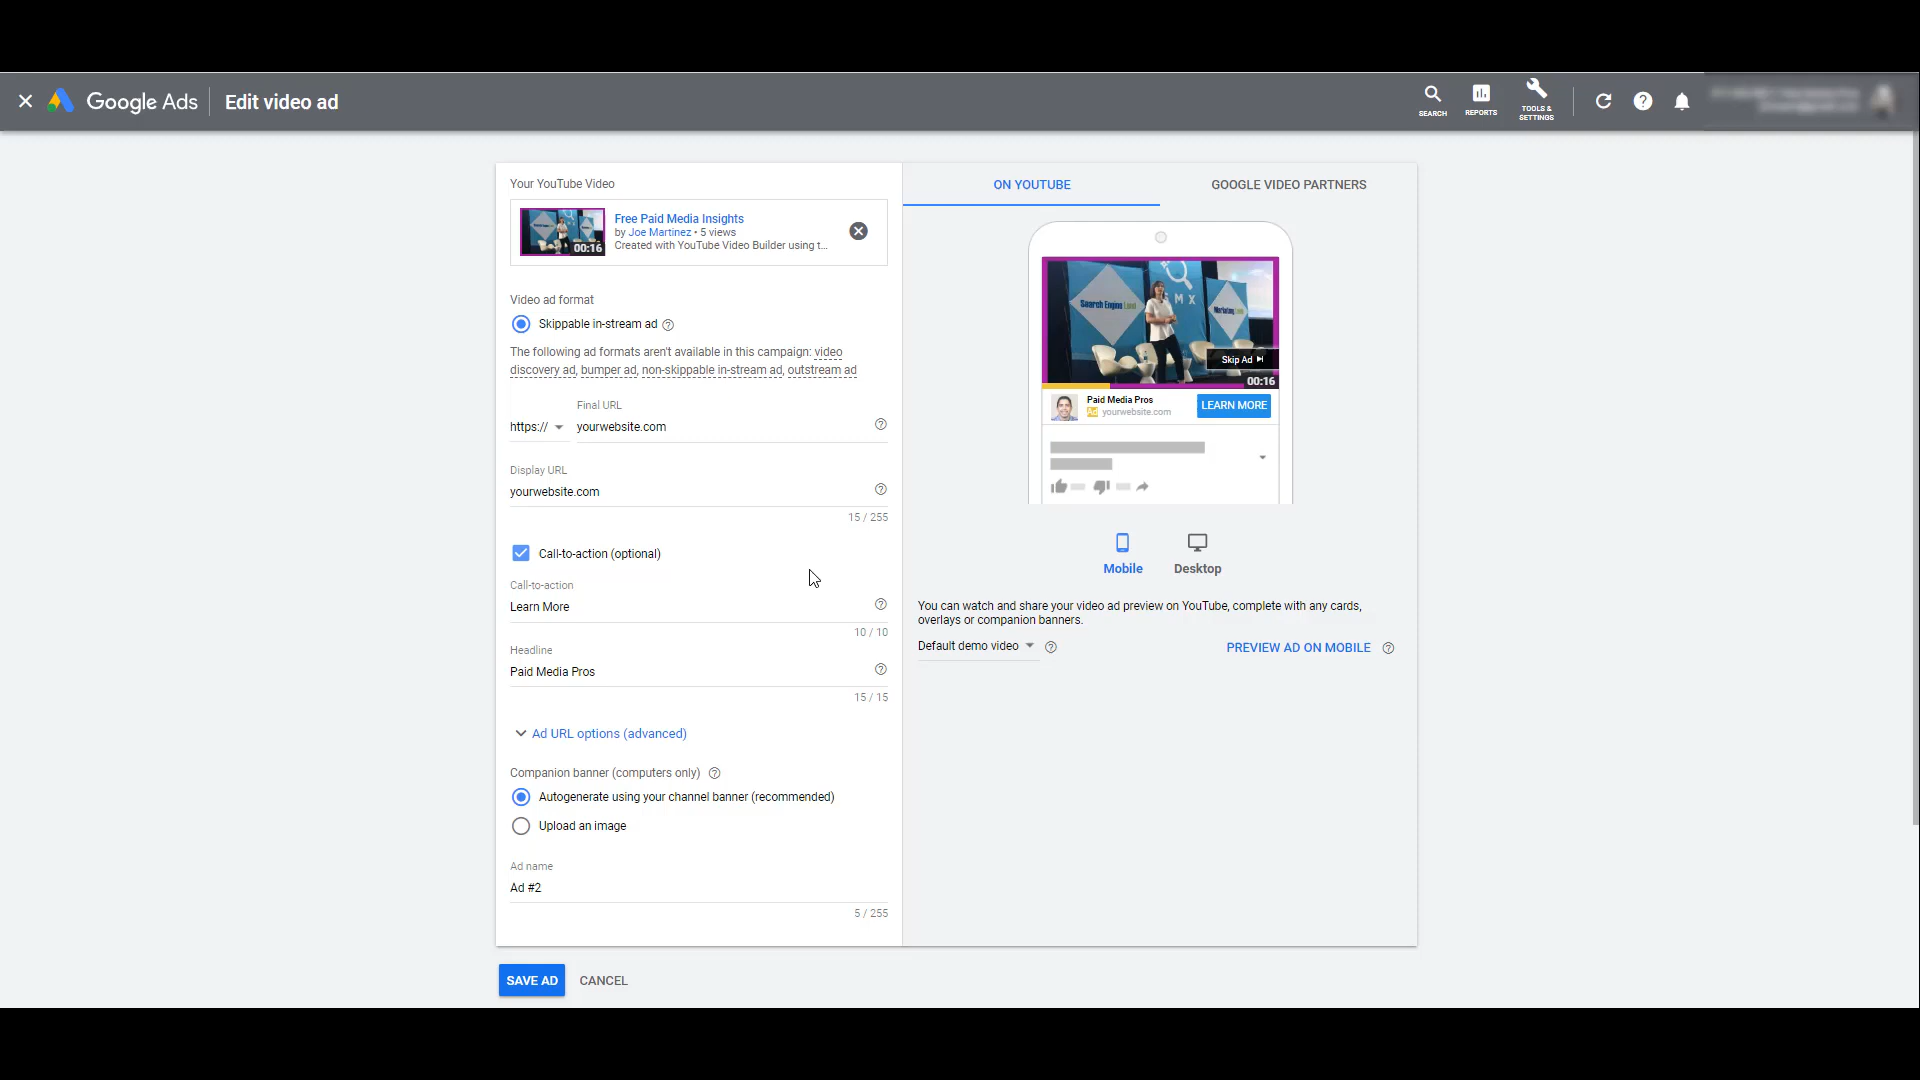 Google Ads
Edit video ad
SEARCH
REPORTS
TOOLS &
SETTINGS
Your YouTube Video
Free Paid Media Insights
by Joe Martinez • 5 views
Created with YouTube Video Builder using t...
00:16
Video ad format
Skippable in-stream ad
The following ad formats aren't available in this campaign: video
discovery ad, bumper ad, non-skippable in-stream ad, outstream ad
Final URL
https://
yourwebsite.com
Display URL
yourwebsite.com
15 / 255
Call-to-action (optional)
Call-to-action
Learn More
10 / 10
Headline
Paid Media Pros
15 / 15
Ad URL options (advanced)
Companion banner (computers only)
Autogenerate using your channel banner (recommended)
Upload an image
Ad name
Ad #2
5 / 255
SAVE AD
CANCEL
ON YOUTUBE
GOOGLE VIDEO PARTNERS
Search Engine Land
SMX
Marketing Land
Skip Ad
00:16
Paid Media Pros
Ad yourwebsite.com
LEARN MORE
Mobile
Desktop
You can watch and share your video ad preview on YouTube, complete with any cards,
overlays or companion banners.
Default demo video
PREVIEW AD ON MOBILE